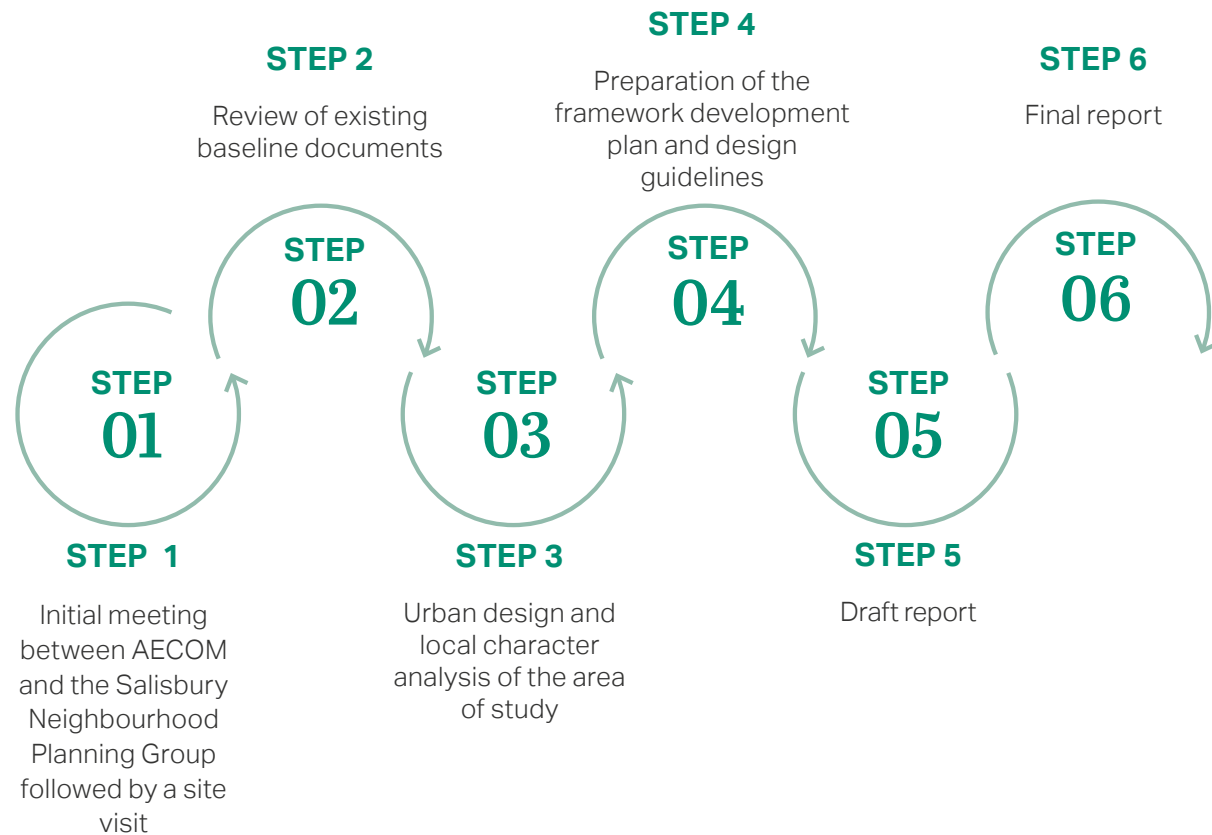 STEP 1
STEP
01
Initial meeting
between AECOM
and the Salisbury
Neighbourhood
Planning Group
followed by a site
visit
STEP 2
Review of existing
baseline documents
STEP
02
STEP
03
STEP 3
Urban design and
local character
analysis of the area
of study
STEP 4
Preparation of the
framework development
plan and design
guidelines
STEP
04
STEP
05
STEP 5
Draft report
STEP 6
Final report
STEP
06